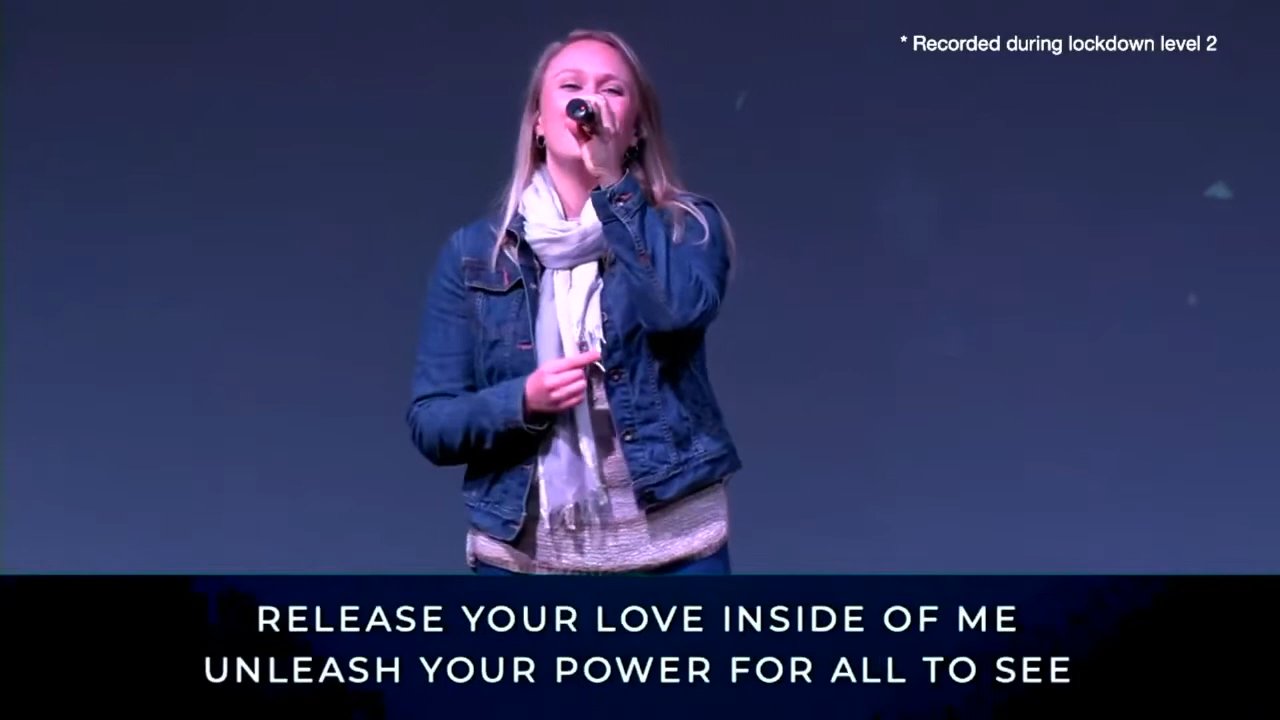 * Recorded during lockdown level 2
RELEASE YOUR LOVE INSIDE OF ME
UNLEASH YOUR POWER FOR ALL TO SEE